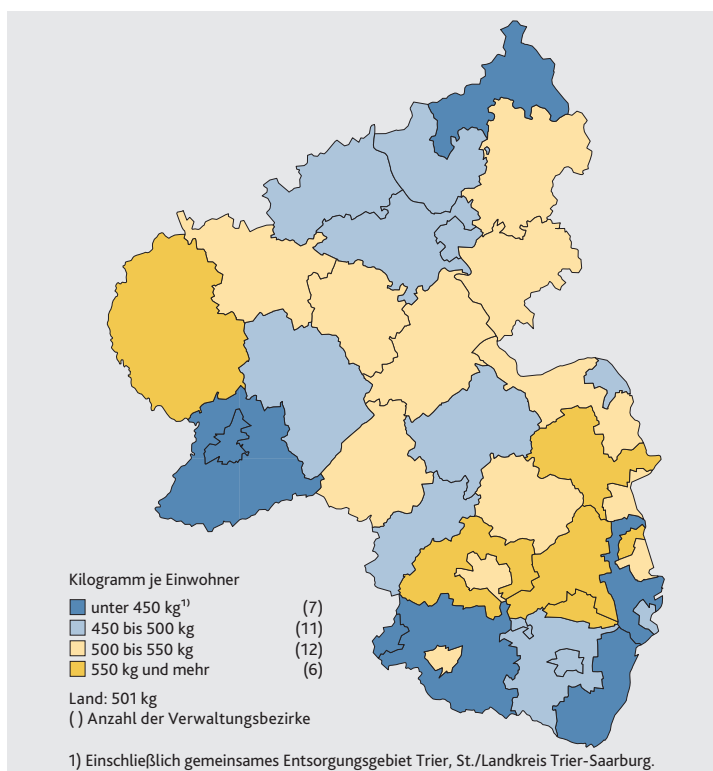 Kilogramm je Einwohner
unter 450 kg¹⁾ (7)
450 bis 500 kg (11)
500 bis 550 kg (12)
550 kg und mehr (6)
Land: 501 kg
( ) Anzahl der Verwaltungsbezirke
1) Einschließlich gemeinsames Entsorgungsgebiet Trier, St./Landkreis Trier-Saarburg.